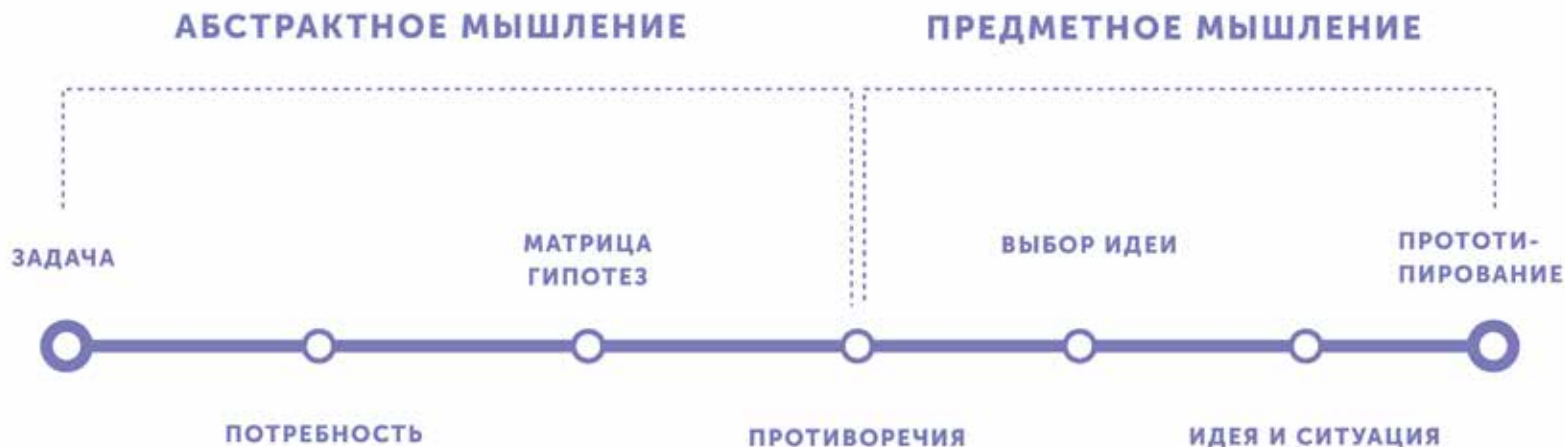 АБСТРАКТНОЕ МЫШЛЕНИЕ
ПРЕДМЕТНОЕ МЫШЛЕНИЕ
ЗАДАЧА
МАТРИЦА
ГИПОТЕЗ
ВЫБОР ИДЕИ
ПРОТОТИ-
ПИРОВАНИЕ
ПОТРЕБНОСТЬ
ПРОТИВОРЕЧИЯ
ИДЕЯ И СИТУАЦИЯ